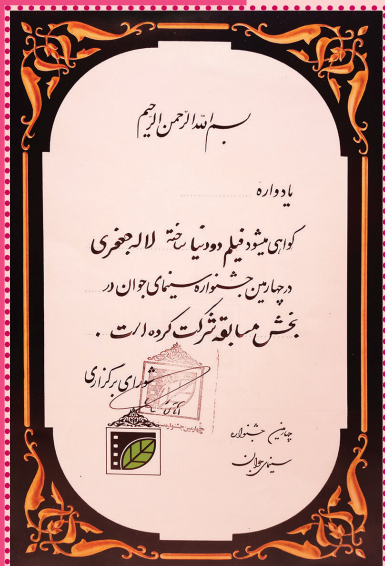 بسم الله الرحمن الرحیم
یادواره
گواهی میشود فیلم دو دنیا ساخته لاله جعفری
در چهارمین جشنواره سینمای جوان در
بخش مسابقه شرکت کرده است .
شورای برگزاری
چهارمین جشنواره
سینمای جوان